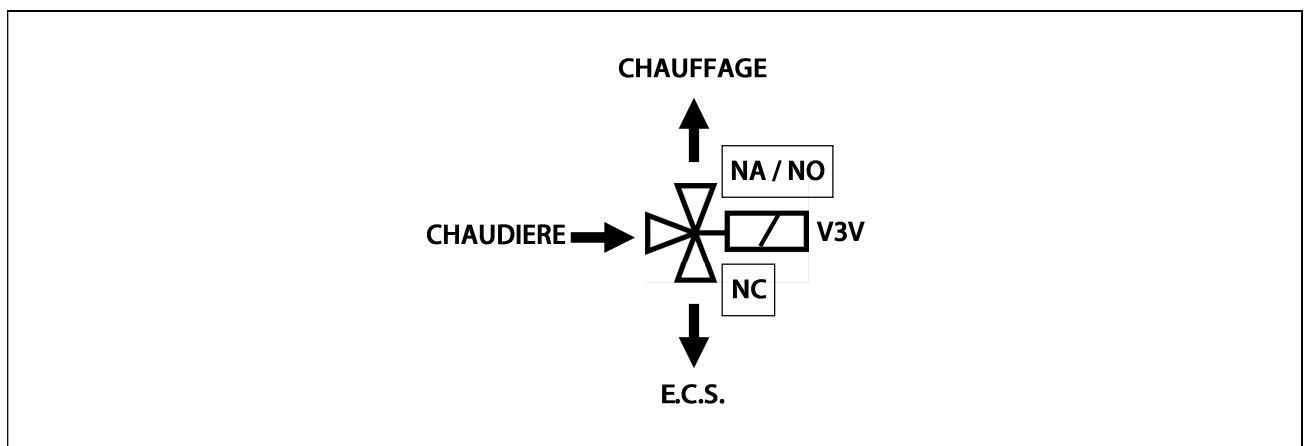 CHAUFFAGE
NA / NO
CHAUDIERE
V3V
NC
E.C.S.